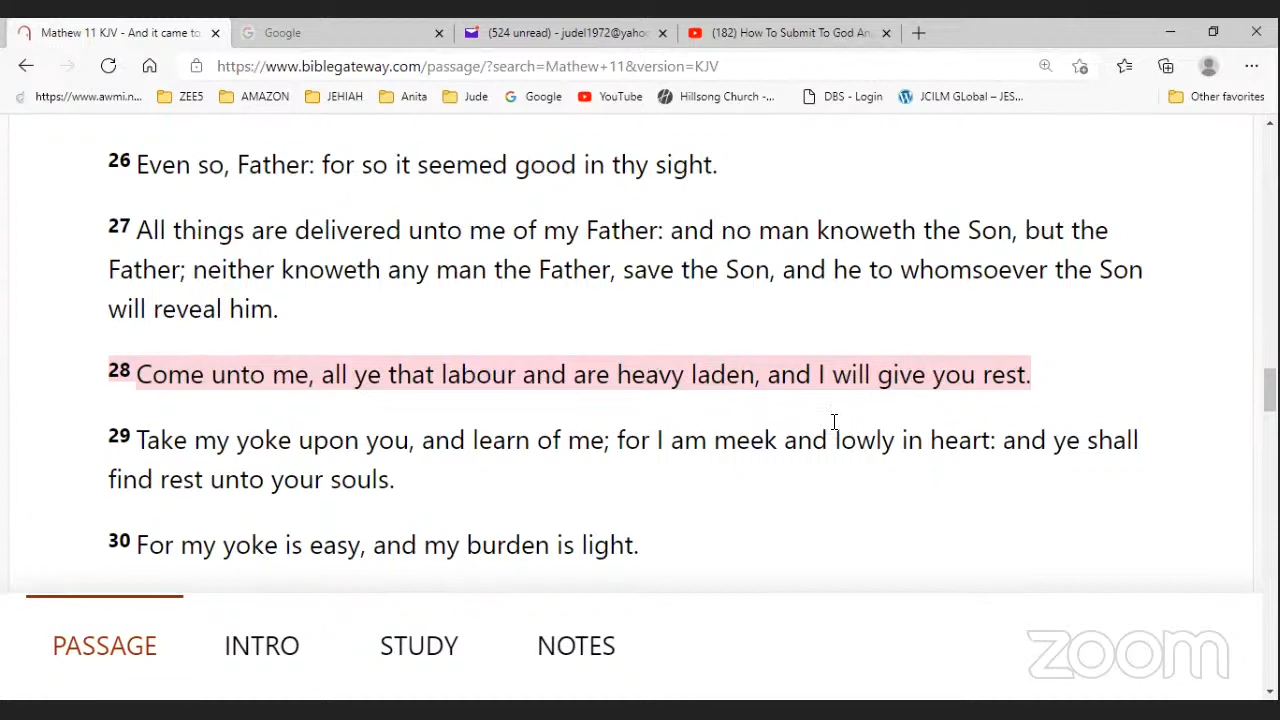 Mathew 11 KJV - And it came to
Google
(524 unread) - judel1972@yaho
(182) How To Submit To God An
https://www.biblegateway.com/passage/?search=Mathew+11&version=KJV
https://www.awmi.n...
ZEE5
AMAZON
JEHIAH
Anita
Jude
Google
YouTube
Hillsong Church -...
DBS - Login
JCILM GLobal – JES...
Other favorites
26 Even so, Father: for so it seemed good in thy sight.
27 All things are delivered unto me of my Father: and no man knoweth the Son, but the
Father; neither knoweth any man the Father, save the Son, and he to whomsoever the Son
will reveal him.
28 Come unto me, all ye that labour and are heavy laden, and I will give you rest.
29 Take my yoke upon you, and learn of me; for I am meek and lowly in heart: and ye shall
find rest unto your souls.
30 For my yoke is easy, and my burden is light.
PASSAGE INTRO STUDY NOTES
zoom